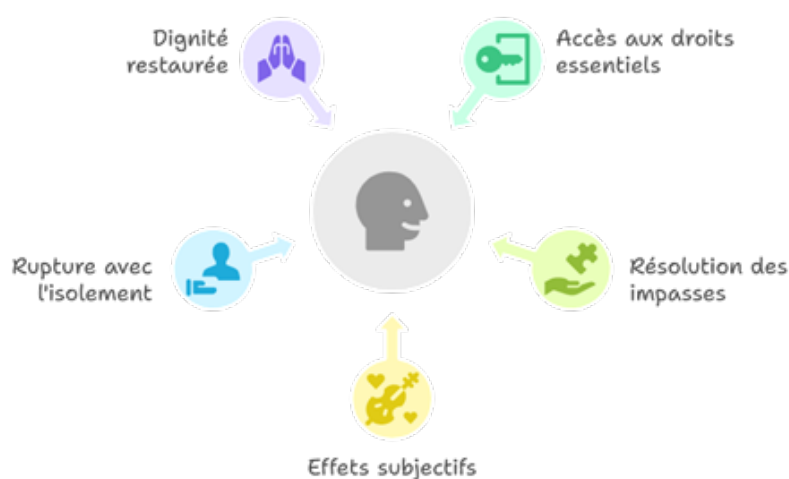 Dignité
restaurée
Accès aux droits
essentiels
Rupture avec
l'isolement
Résolution des
impasses
Effets subjectifs